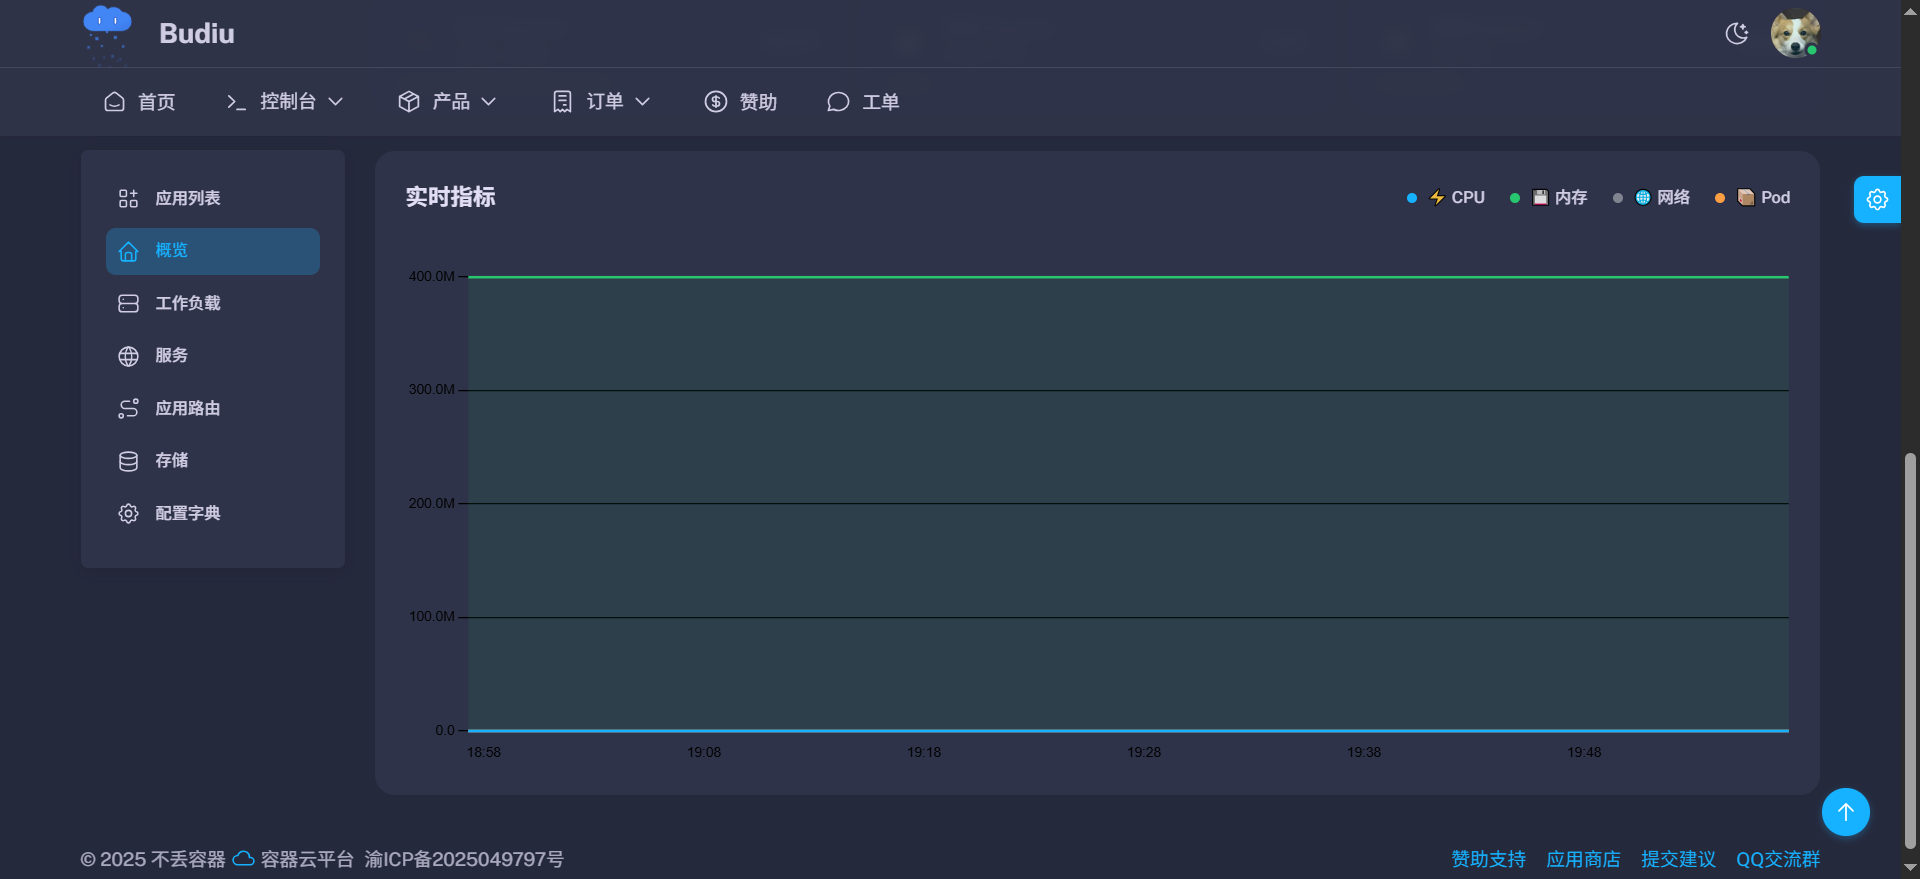 Budiu
首页 控制台 产品 订单 赞助 工单
应用列表
概览
工作负载
服务
应用路由
存储
配置字典
实时指标
CPU 内存 网络 Pod
400.0M
300.0M
200.0M
100.0M
0.0
18:58 19:08 19:18 19:28 19:38 19:48
© 2025 不丢容器 容器云平台 渝ICP备2025049797号
赞助支持 应用商店 提交建议 QQ交流群